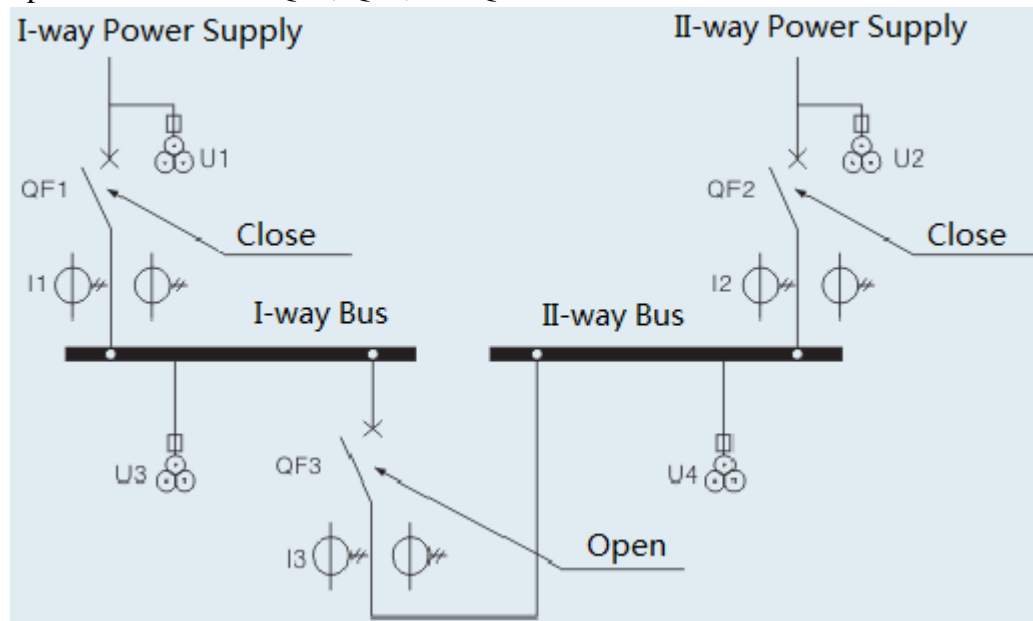 I-way Power Supply
II-way Power Supply
U1
U2
QF1
QF2
Close
Close
I1
I2
I-way Bus
II-way Bus
U3
QF3
U4
I3
Open